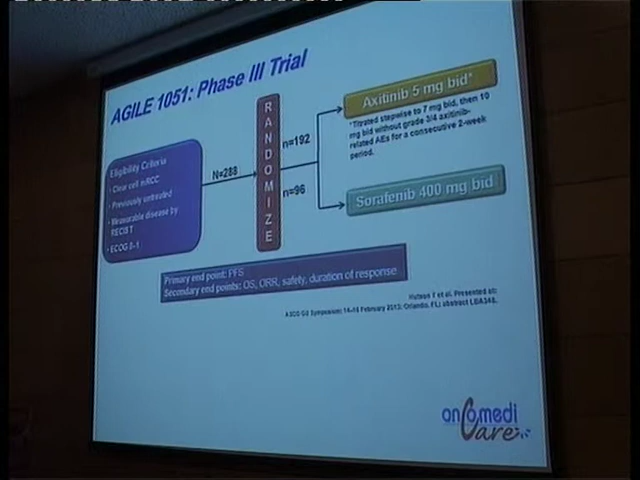 AGILE 1051: Phase III Trial
Eligibility Criteria
- Clear cell mRCC
- Previously untreated
- Measurable disease by
RECIST
- ECOG 0-1
N=288
RANDOMIZE
n=192
n=96
Axitinib 5 mg bid*
*Titrated stepwise to 7 mg bid, then 10
mg bid without grade 3/4 axitinib-
related AEs for a consecutive 2-week
period.
Sorafenib 400 mg bid
Primary end point: PFS
Secondary end points: OS, ORR, safety, duration of response
Hutson T et al. Presented at:
ASCO-GU Symposium; 14-16 February 2013; Orlando, FL; abstract LBA348.
oncomedi
Care